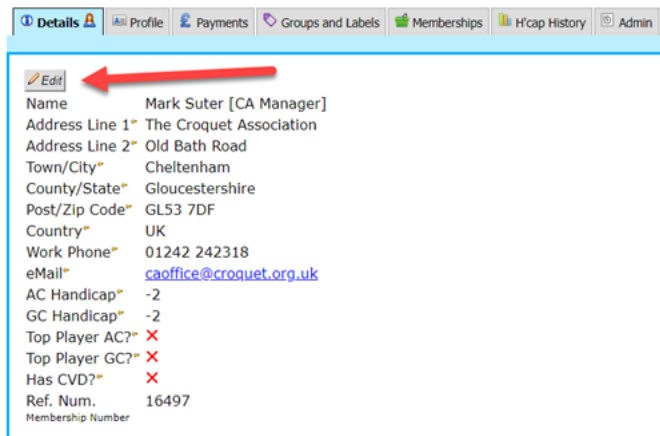 Details Profile Payments Groups and Labels Memberships H'cap History Admin
Edit
Name Mark Suter [CA Manager]
Address Line 1 The Croquet Association
Address Line 2 Old Bath Road
Town/City Cheltenham
County/State Gloucestershire
Post/Zip Code GL53 7DF
Country UK
Work Phone 01242 242318
eMail caoffice@croquet.org.uk
AC Handicap -2
GC Handicap -2
Top Player AC?
Top Player GC?
Has CVD?
Ref. Num. 16497
Membership Number